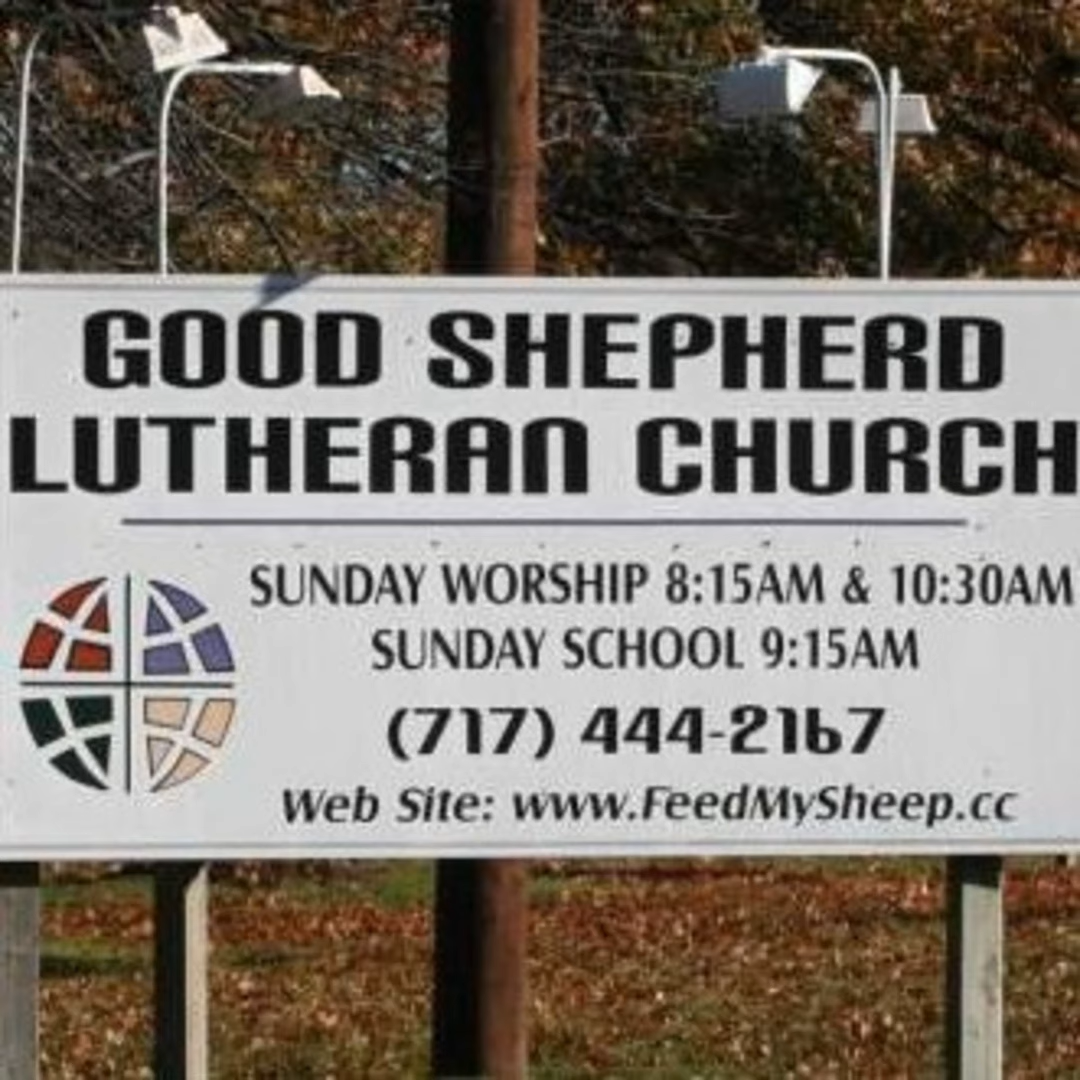 GOOD SHEPHERD
LUTHERAN CHURCH
SUNDAY WORSHIP 8:15AM & 10:30AM
SUNDAY SCHOOL 9:15AM
(717) 444-2167
Web Site: www.FeedMySheep.cc